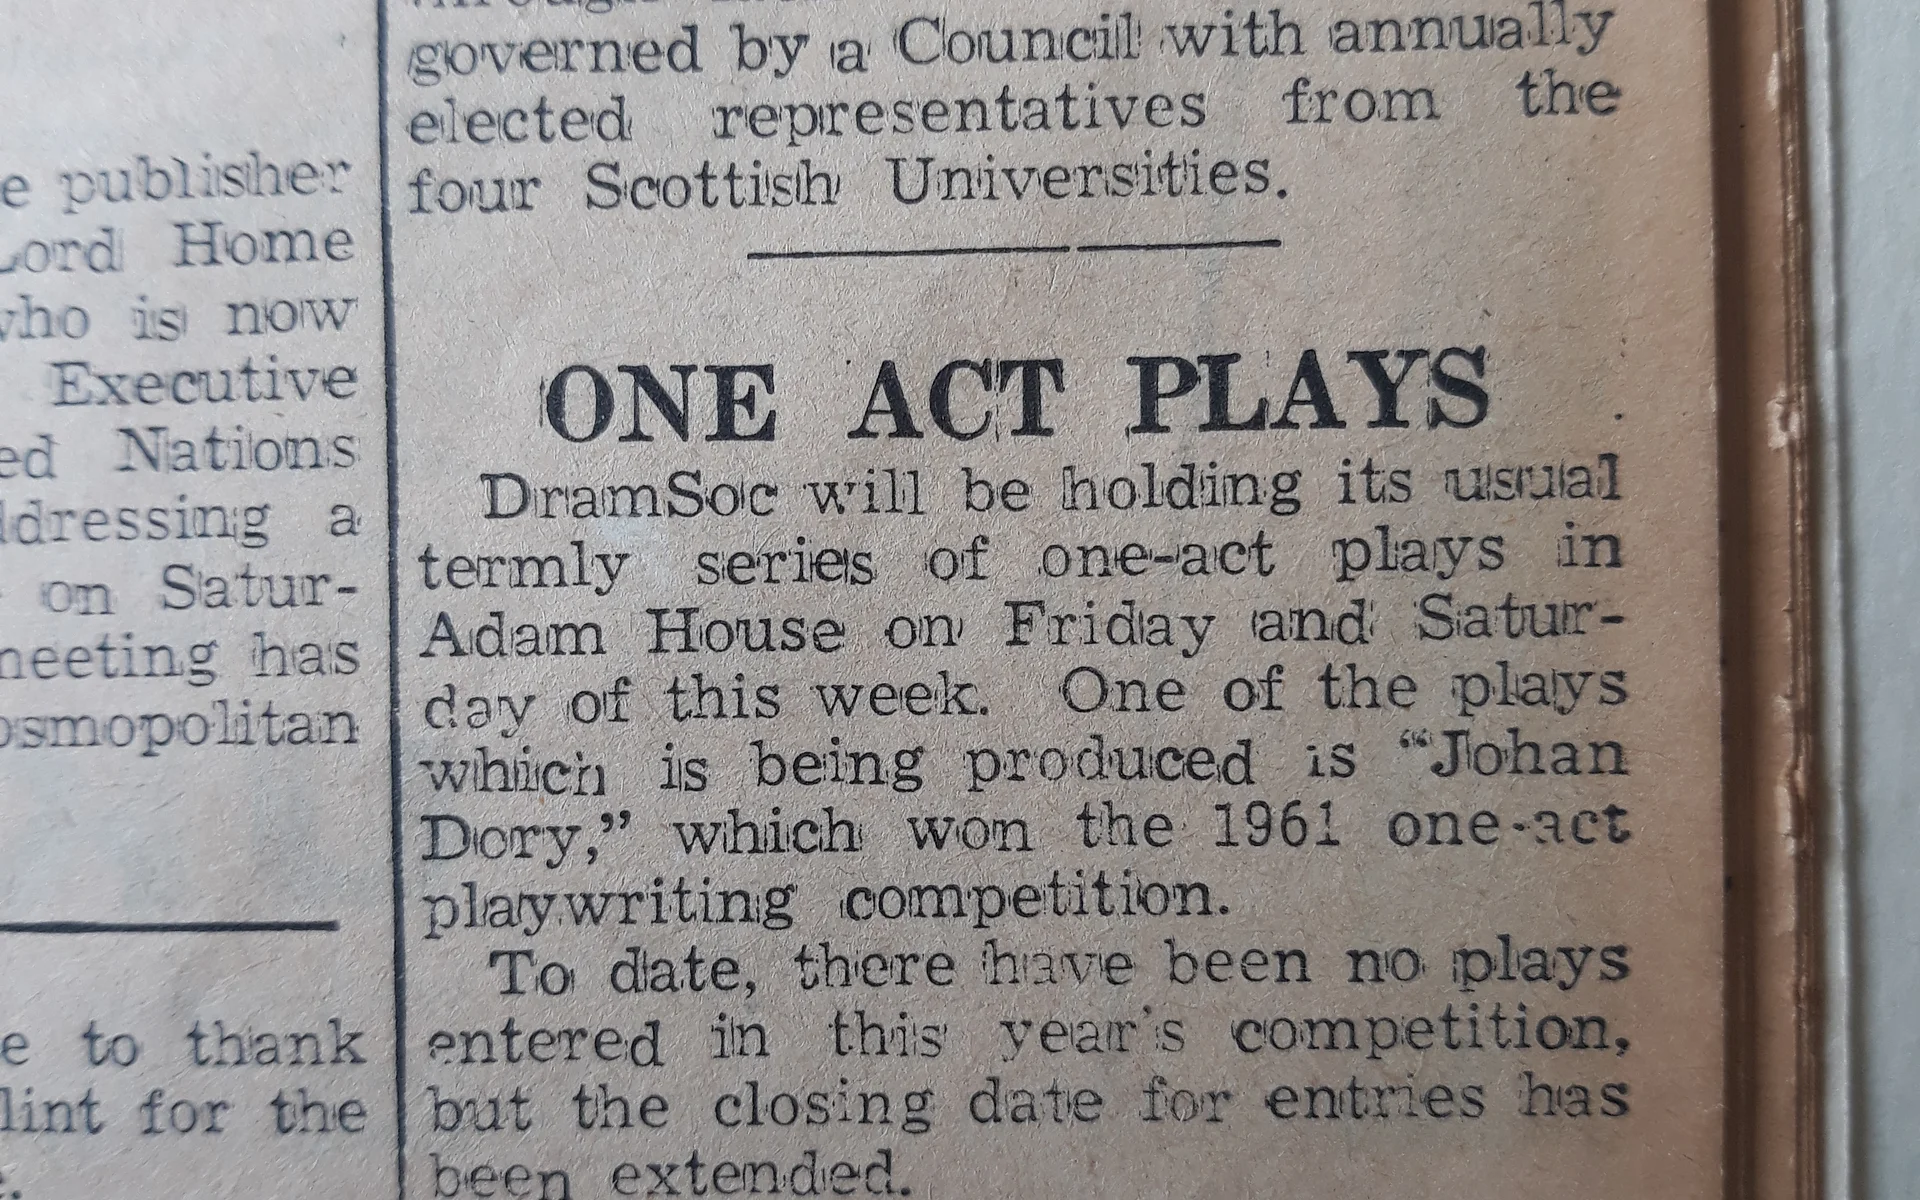 e publisher
Lord Home
who is now
Executive
ed Nations
ddressing a
on Satur-
meeting has
osmopolitan
e to thank
lint for the
governed by a Council with annually
elected representatives from the
four Scottish Universities.
ONE ACT PLAYS
DramSoc will be holding its usual
termly series of one-act plays in
Adam House on Friday and Satur-
day of this week. One of the plays
which is being produced is “Johan
Dory,” which won the 1961 one-act
playwriting competition.
To date, there have been no plays
entered in this year's competition,
but the closing date for entries has
been extended.